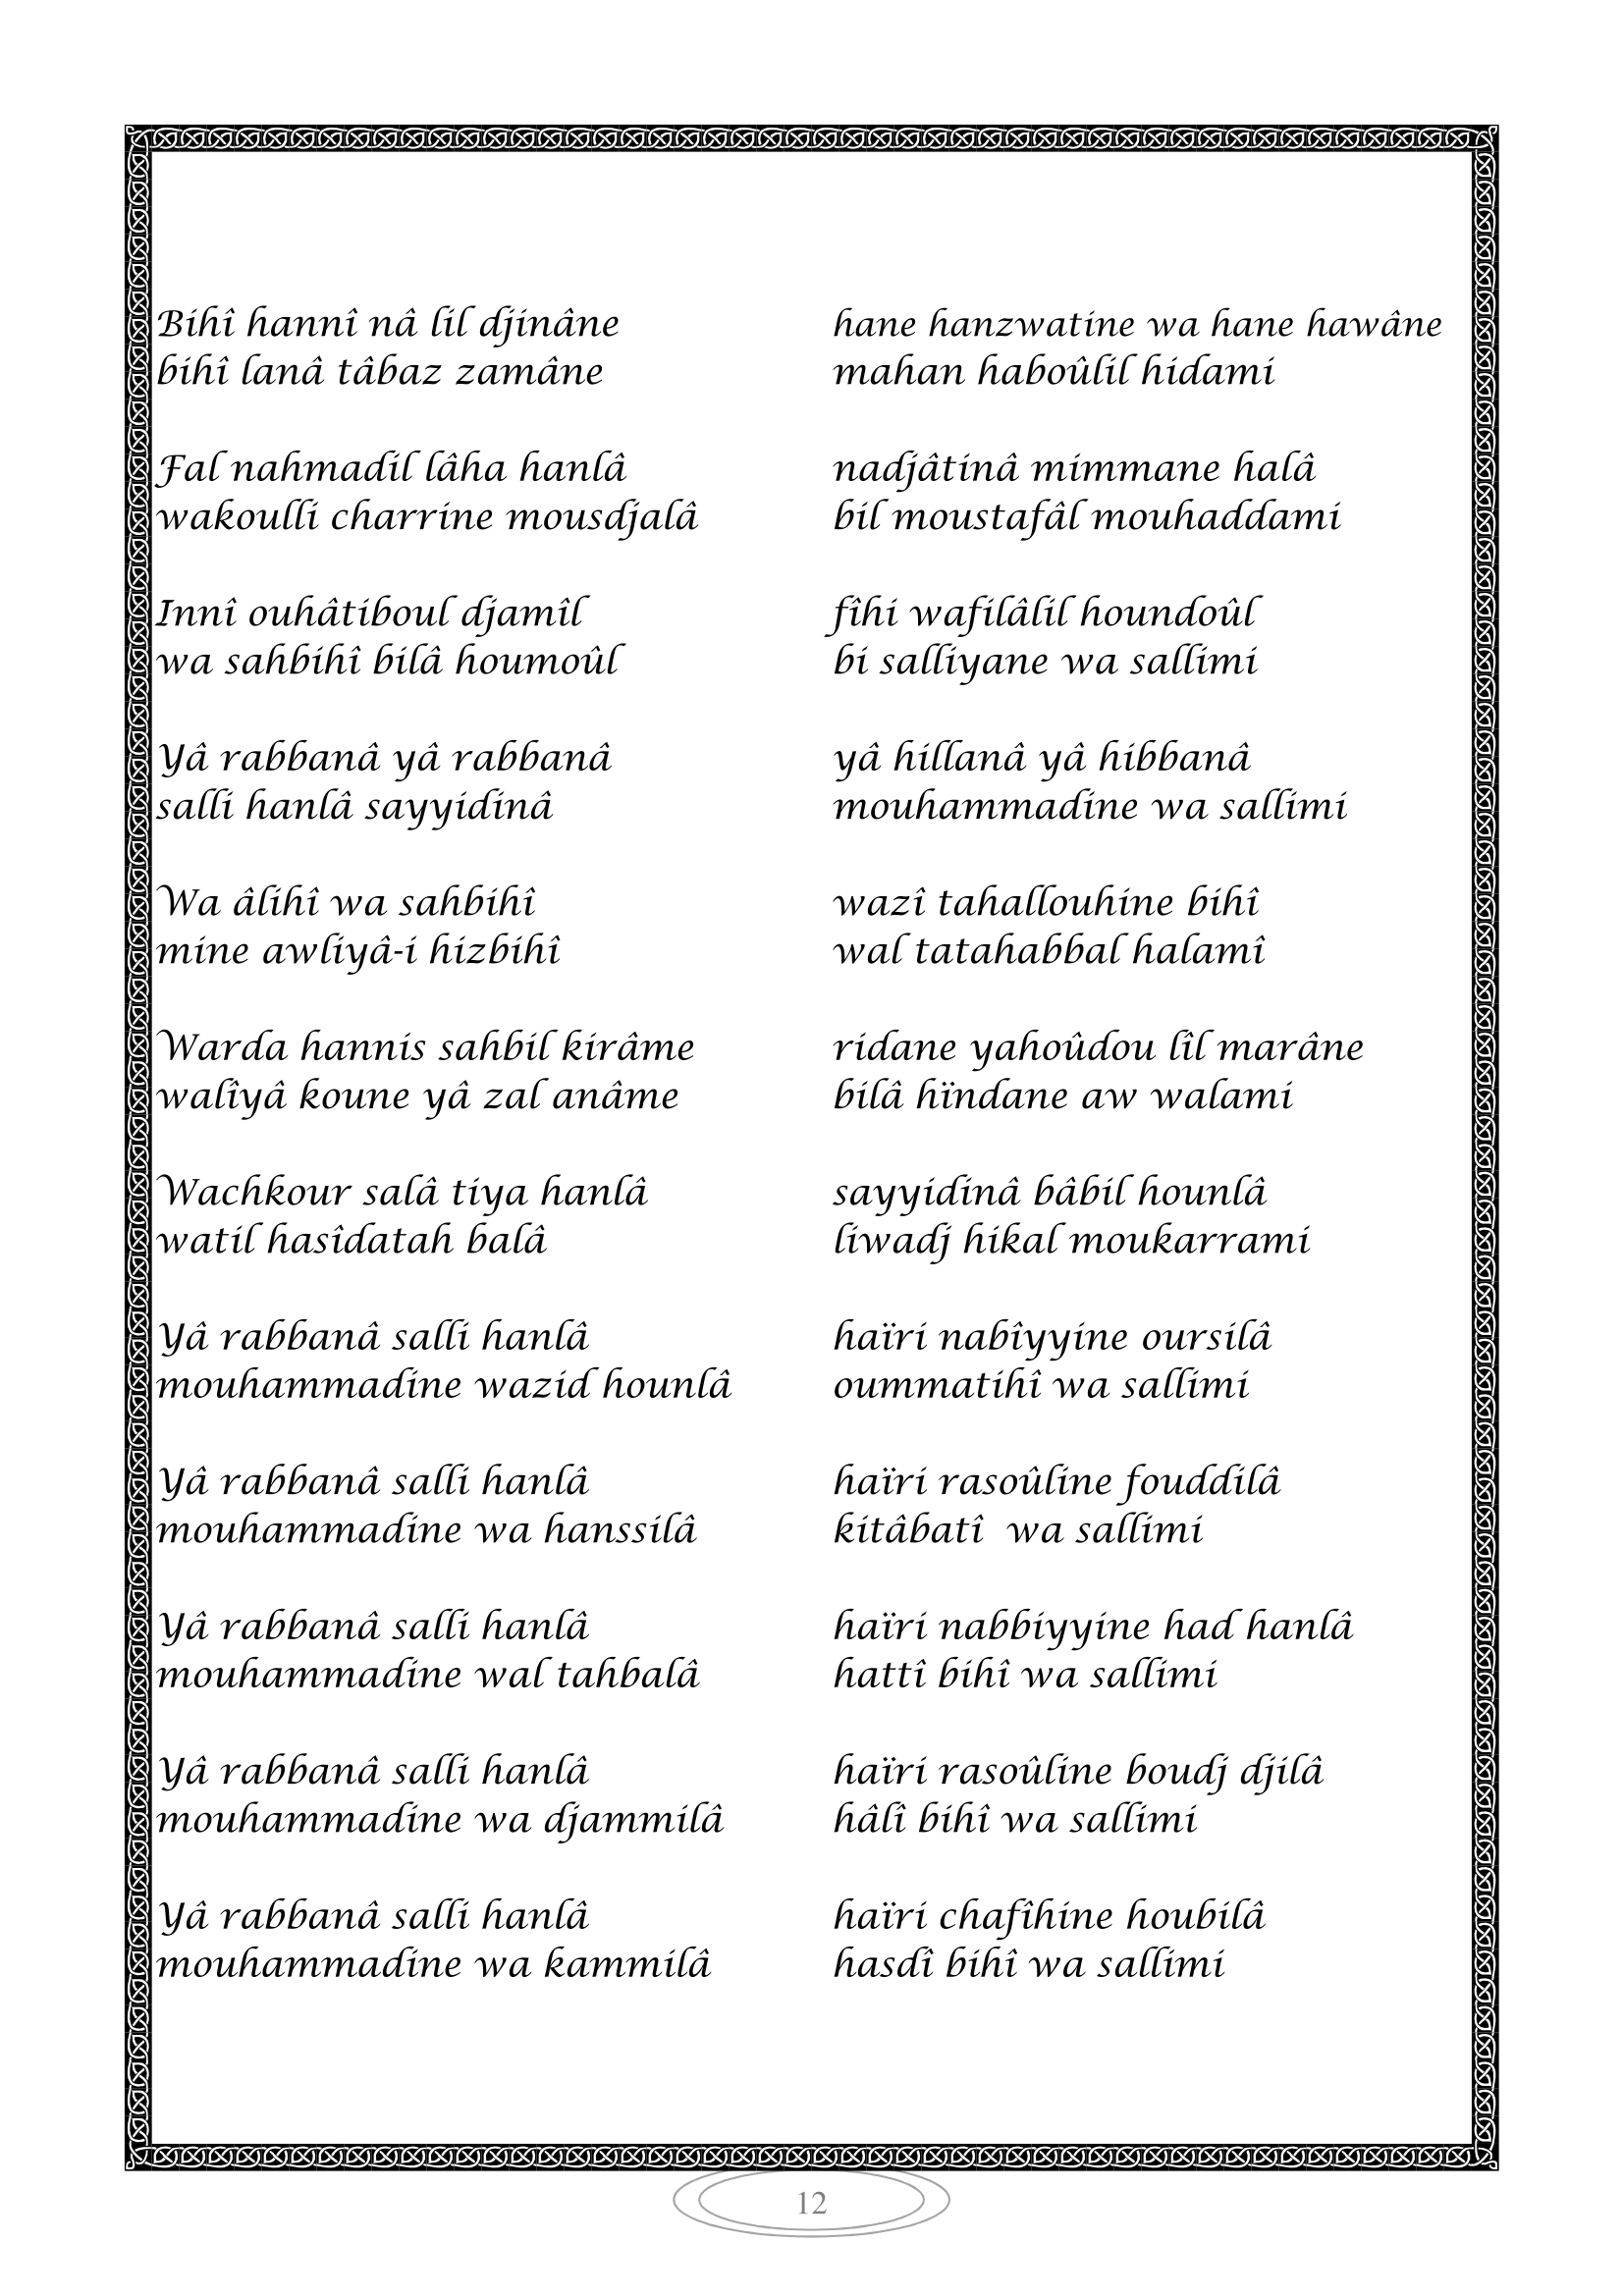 Bihî hannî nâ lil djinâne hane hanzwatine wa hane hawâne
bihî lanâ tâbaz zamâne mahan haboûlil hidami
Fal nahmadil lâha hanlâ nadjâtinâ mimmane halâ
wakoulli charrine mousdjalâ bil moustafâl mouhaddami
Innî ouhâtiboul djamîl fîhi wafilâlil houndoûl
wa sahbihî bilâ houmoûl bi salliyane wa sallimi
Yâ rabbanâ yâ rabbanâ yâ hillanâ yâ hibbanâ
salli hanlâ sayyidinâ mouhammadine wa sallimi
Wa âlihî wa sahbihî wazî tahallouhine bihî
mine awliyâ-i hizbihî wal tatahabbal halamî
Warda hannis sahbil kirâme ridane yahoûdou lîl marâne
walîyâ koune yâ zal anâme bilâ hïndane aw walami
Wachkour salâ tiya hanlâ sayyidinâ bâbil hounlâ
watil hasîdatah balâ liwadj hikal moukarrami
Yâ rabbanâ salli hanlâ haïri nabîyyine oursilâ
mouhammadine wazid hounlâ oummatihî wa sallimi
Yâ rabbanâ salli hanlâ haïri rasoûline fouddilâ
mouhammadine wa hanssilâ kitâbatî wa sallimi
Yâ rabbanâ salli hanlâ haïri nabbiyyine had hanlâ
mouhammadine wal tahbalâ hattî bihî wa sallimi
Yâ rabbanâ salli hanlâ haïri rasoûline boudj djilâ
mouhammadine wa djammilâ hâlî bihî wa sallimi
Yâ rabbanâ salli hanlâ haïri chafîhine houbilâ
mouhammadine wa kammilâ hasdî bihî wa sallimi
12